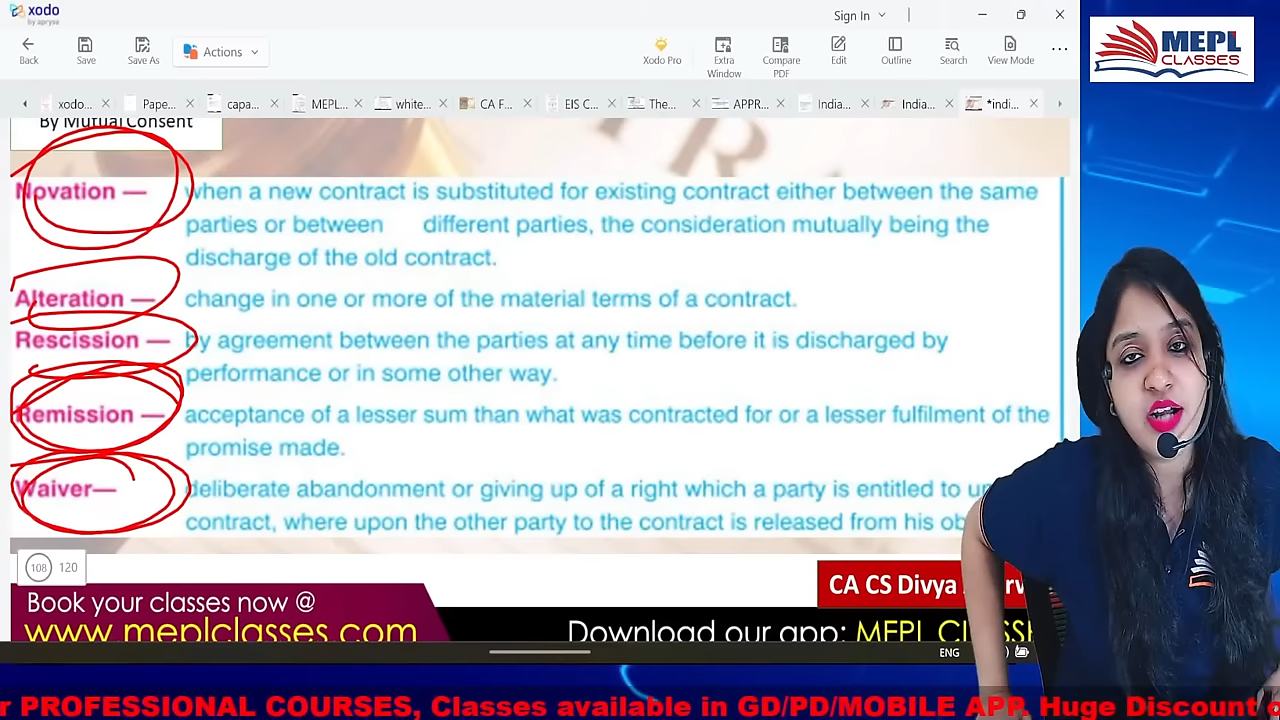 xodo
by apryse
Sign In
Back
Save
Save As
Actions
Xodo Pro
Extra Window
Compare PDF
Edit
Outline
Search
View Mode
MEPL
CLASSES
xodo...
Pape...
capa...
MEPL...
white...
CA F...
EIS C...
The...
APPR...
India...
India...
*indi...
By Mutual Consent
Novation — when a new contract is substituted for existing contract either between the same
parties or between different parties, the consideration mutually being the
discharge of the old contract.
Alteration — change in one or more of the material terms of a contract.
Rescission — by agreement between the parties at any time before it is discharged by
performance or in some other way.
Remission — acceptance of a lesser sum than what was contracted for or a lesser fulfilment of the
promise made.
Waiver— deliberate abandonment or giving up of a right which a party is entitled to
contract, where upon the other party to the contract is released from his
108 120
Book your classes now @
www.meplclasses.com
CA CS Divya
Download our app: MEPL
ENG
PROFESSIONAL COURSES, Classes available in GD/PD/MOBILE APP. Huge Discount